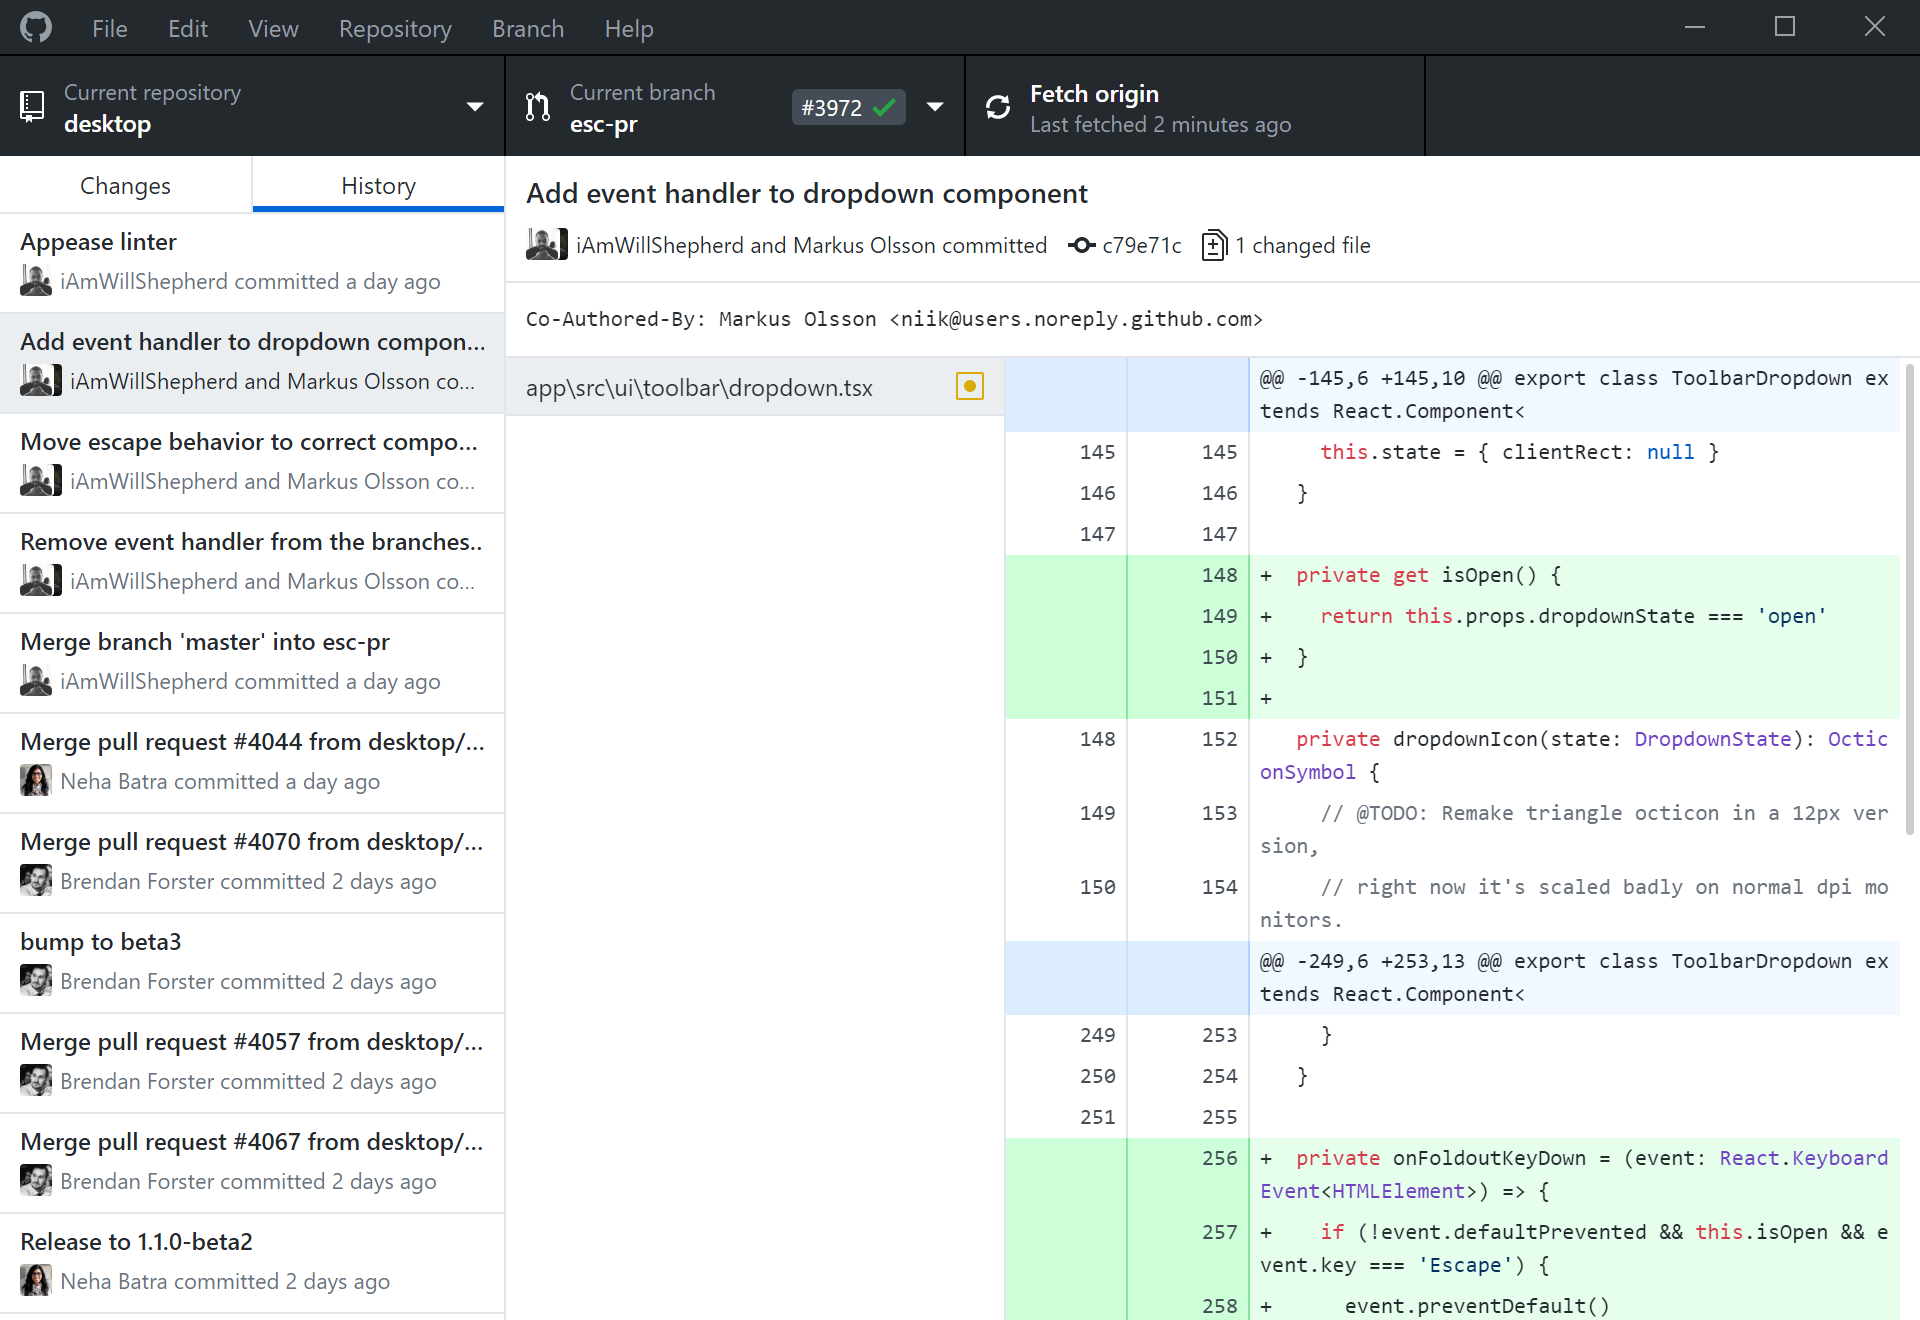 File Edit View Repository Branch Help
Current repository
desktop
Current branch
esc-pr
#3972
Fetch origin
Last fetched 2 minutes ago
Changes
History
Appease linter
iAmWillShepherd committed a day ago
Add event handler to dropdown compon...
iAmWillShepherd and Markus Olsson co...
Move escape behavior to correct compo...
iAmWillShepherd and Markus Olsson co...
Remove event handler from the branches..
iAmWillShepherd and Markus Olsson co...
Merge branch 'master' into esc-pr
iAmWillShepherd committed a day ago
Merge pull request #4044 from desktop/...
Neha Batra committed a day ago
Merge pull request #4070 from desktop/...
Brendan Forster committed 2 days ago
bump to beta3
Brendan Forster committed 2 days ago
Merge pull request #4057 from desktop/...
Brendan Forster committed 2 days ago
Merge pull request #4067 from desktop/...
Brendan Forster committed 2 days ago
Release to 1.1.0-beta2
Neha Batra committed 2 days ago
Add event handler to dropdown component
iAmWillShepherd and Markus Olsson committed c79e71c 1 changed file
Co-Authored-By: Markus Olsson <niik@users.noreply.github.com>
app\src\ui\toolbar\dropdown.tsx
@@ -145,6 +145,10 @@ export class ToolbarDropdown ex
tends React.Component<
145 145 this.state = { clientRect: null }
146 146 }
147 147
148 + private get isOpen() {
149 + return this.props.dropdownState === 'open'
150 + }
151 +
148 152 private dropdownIcon(state: DropdownState): Octic
onSymbol {
149 153 // @TODO: Remake triangle octicon in a 12px ver
sion,
150 154 // right now it's scaled badly on normal dpi mo
nitors.
@@ -249,6 +253,13 @@ export class ToolbarDropdown ex
tends React.Component<
249 253 }
250 254 }
251 255
256 + private onFoldoutKeyDown = (event: React.Keyboard
Event<HTMLElement>) => {
257 + if (!event.defaultPrevented && this.isOpen && e
vent.key === 'Escape') {
258 + event.preventDefault()